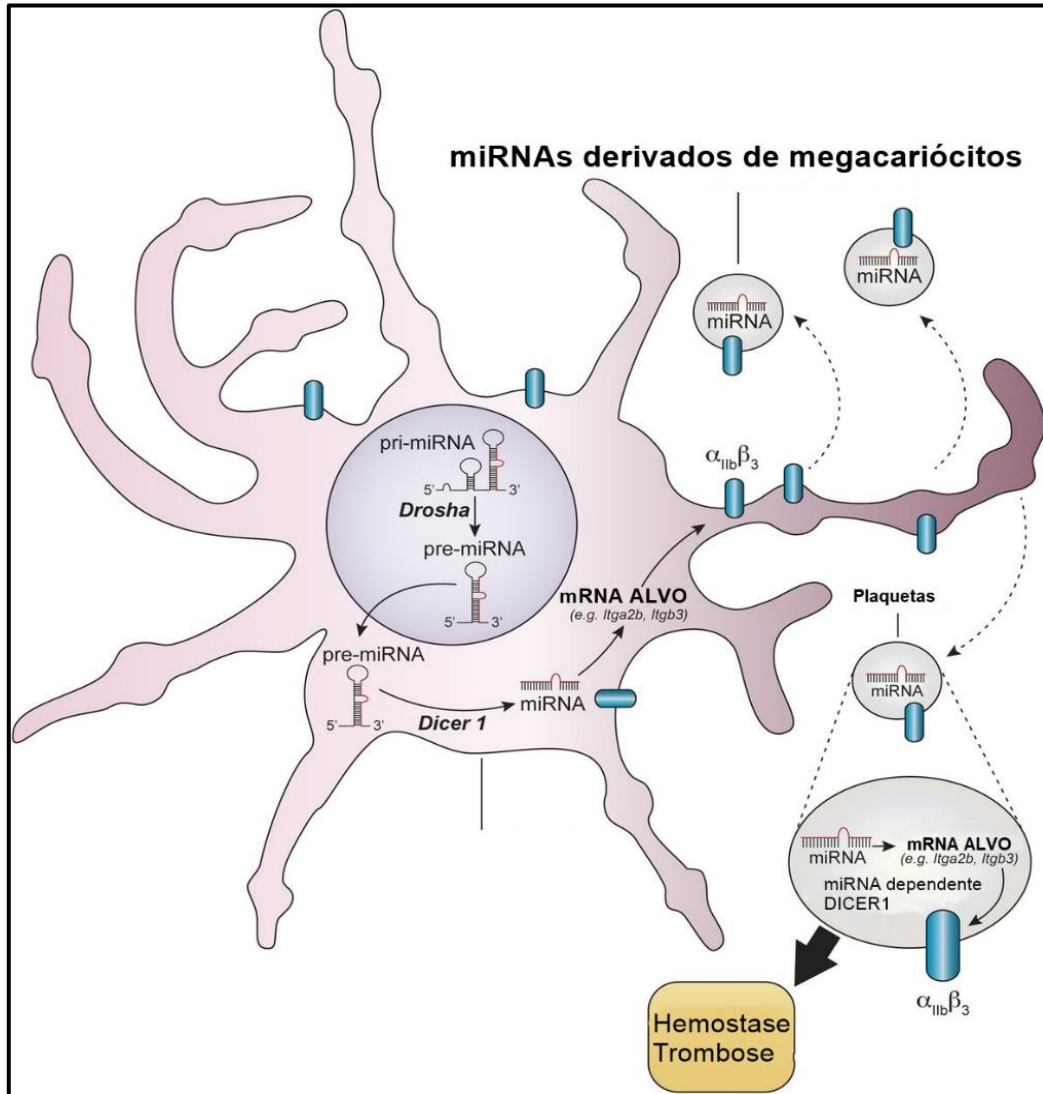 miRNAs derivados de megacariócitos
miRNA
miRNA
pri-miRNA
5' 3'
Drosha
pre-miRNA
5' 3'
αIIbβ3
mRNA ALVO
(e.g. Itga2b, Itgb3)
pre-miRNA
5' 3'
Dicer 1
miRNA
Plaquetas
miRNA
miRNA
mRNA ALVO
(e.g. Itga2b, Itgb3)
miRNA dependente
DICER1
αIIbβ3
Hemostase
Trombose